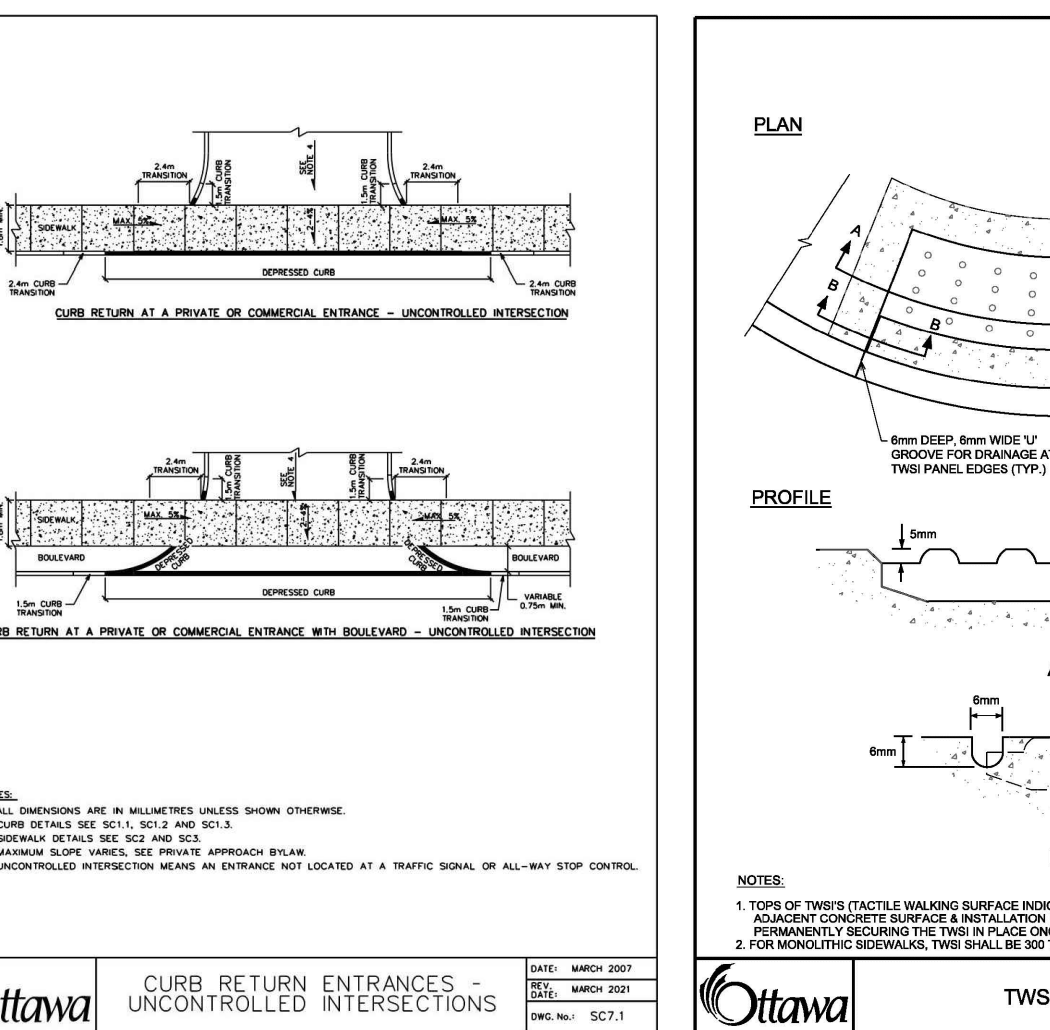 2.4m
TRANSITION
1.5m CURB
TRANSITION
SEE
NOTE 4
1.5m CURB
TRANSITION
2.4m
TRANSITION
SIDEWALK
MAX. 5%
2-4%
MAX. 5%
DEPRESSED CURB
2.4m CURB
TRANSITION
2.4m CURB
TRANSITION
CURB RETURN AT A PRIVATE OR COMMERCIAL ENTRANCE - UNCONTROLLED INTERSECTION
2.4m
TRANSITION
1.5m CURB
TRANSITION
SEE
NOTE 4
1.5m CURB
TRANSITION
2.4m
TRANSITION
SIDEWALK
MAX. 5%
2-4%
MAX. 5%
BOULEVARD
DEPRESSED
CURB
DEPRESSED
CURB
BOULEVARD
DEPRESSED CURB
1.5m CURB
TRANSITION
1.5m CURB
TRANSITION
VARIABLE
0.75m MIN.
RB RETURN AT A PRIVATE OR COMMERCIAL ENTRANCE WITH BOULEVARD - UNCONTROLLED INTERSECTION
ES:
ALL DIMENSIONS ARE IN MILLIMETRES UNLESS SHOWN OTHERWISE.
CURB DETAILS SEE SC1.1, SC1.2 AND SC1.3.
SIDEWALK DETAILS SEE SC2 AND SC3.
MAXIMUM SLOPE VARIES, SEE PRIVATE APPROACH BYLAW.
UNCONTROLLED INTERSECTION MEANS AN ENTRANCE NOT LOCATED AT A TRAFFIC SIGNAL OR ALL-WAY STOP CONTROL.
ttawa
CURB RETURN ENTRANCES -
UNCONTROLLED INTERSECTIONS
DATE: MARCH 2007
REV.
DATE: MARCH 2021
DWG. No.: SC7.1
PLAN
A
B
B
6mm DEEP, 6mm WIDE 'U'
GROOVE FOR DRAINAGE AT
TWSI PANEL EDGES (TYP.)
PROFILE
5mm
6mm
6mm
NOTES:
1. TOPS OF TWSI'S (TACTILE WALKING SURFACE INDIC
ADJACENT CONCRETE SURFACE & INSTALLATION
PERMANENTLY SECURING THE TWSI IN PLACE ON
2. FOR MONOLITHIC SIDEWALKS, TWSI SHALL BE 300
Ottawa
TWS